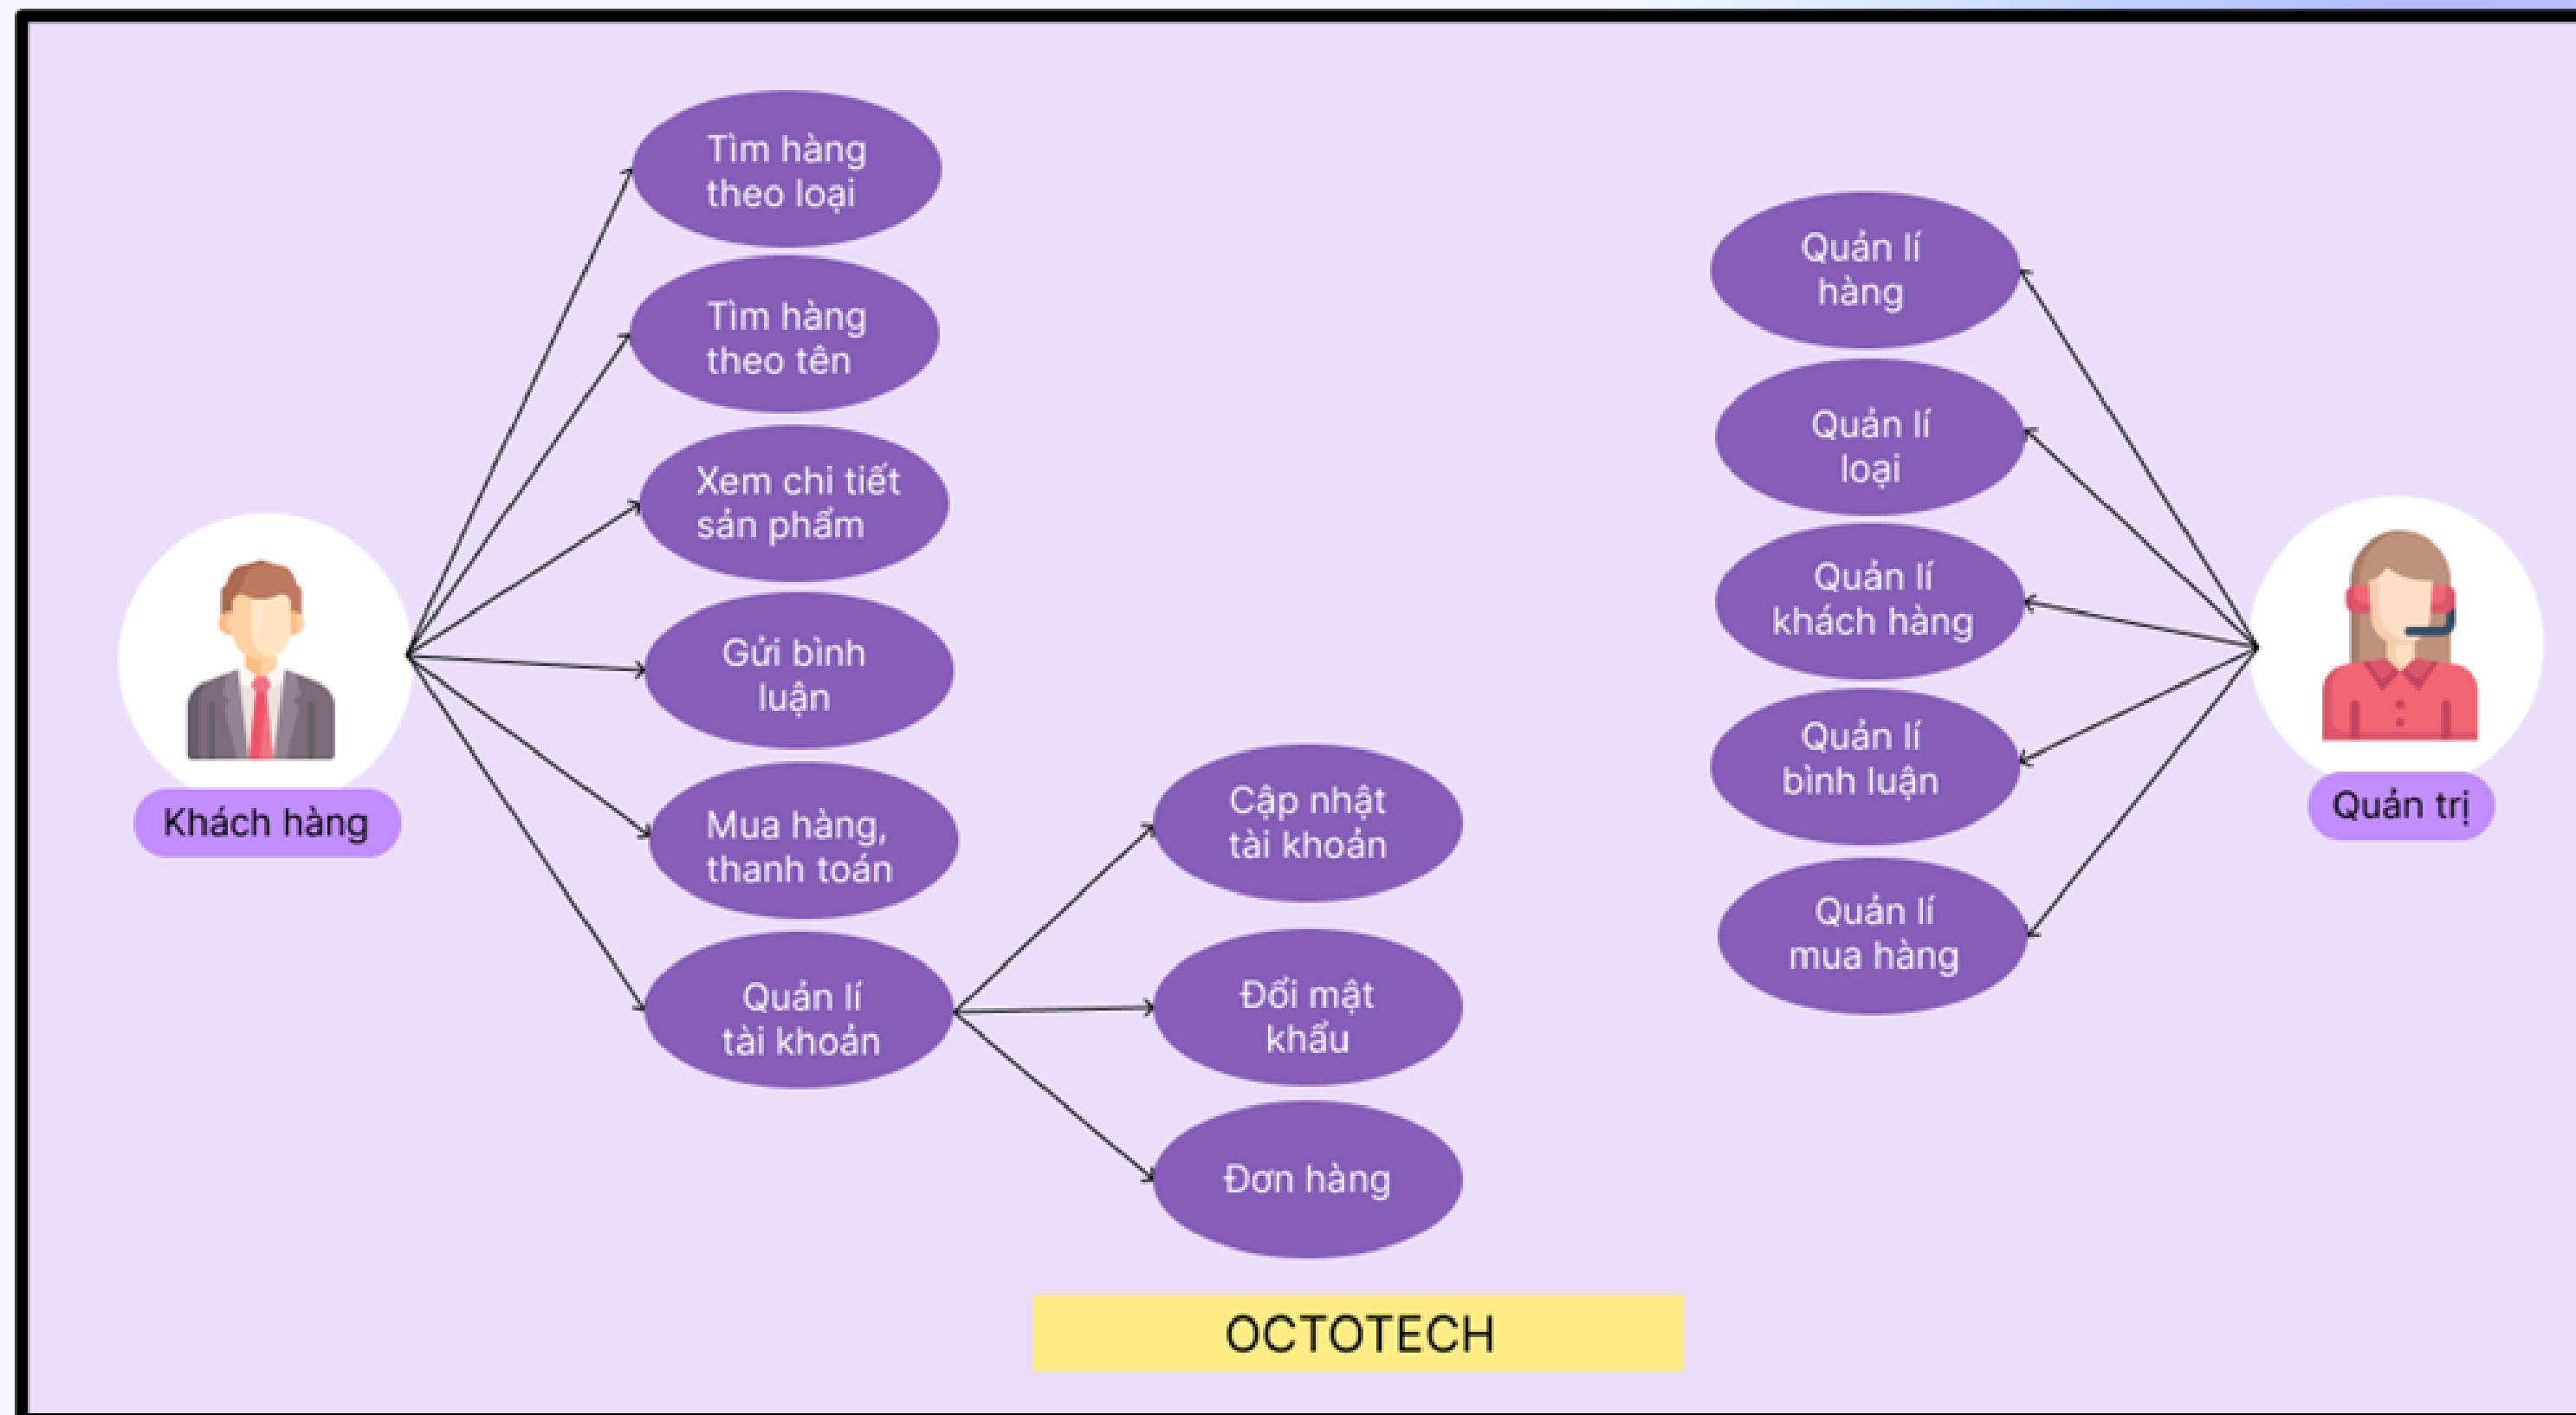 Tìm hàng
theo loại
Tìm hàng
theo tên
Xem chi tiết
sản phẩm
Gửi bình
luận
Mua hàng,
thanh toán
Quản lí
tài khoản
Khách hàng
Cập nhật
tài khoản
Đổi mật
khẩu
Đơn hàng
Quản lí
hàng
Quản lí
loại
Quản lí
khách hàng
Quản lí
bình luận
Quản lí
mua hàng
Quản trị
OCTOTECH